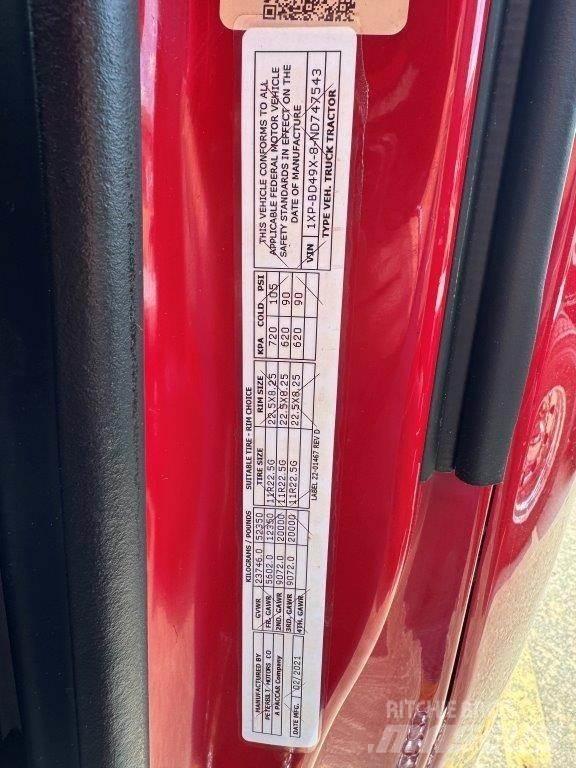 MANUFACTURED BY
PETERBILT MOTORS CO
A PACCAR Company
DATE MFG. 02/2021
KILOGRAMS / POUNDS
GVWR 23746.0 52350
FR. GAWR 5602.0 12350
2ND. GAWR 9072.0 20000
3RD. GAWR 9072.0 20000
4TH. GAWR
SUITABLE TIRE - RIM CHOICE
TIRE SIZE RIM SIZE KPA COLD PSI
11R22.5G 22.5X8.25 720 105
11R22.5G 22.5X8.25 620 90
11R22.5G 22.5X8.25 620 90
LABEL 22-01467 REV D
THIS VEHICLE CONFORMS TO ALL
APPLICABLE FEDERAL MOTOR VEHICLE
SAFETY STANDARDS IN EFFECT ON THE
DATE OF MANUFACTURE
VIN 1XP-BD49X-8-ND747543
TYPE VEH. TRUCK TRACTOR